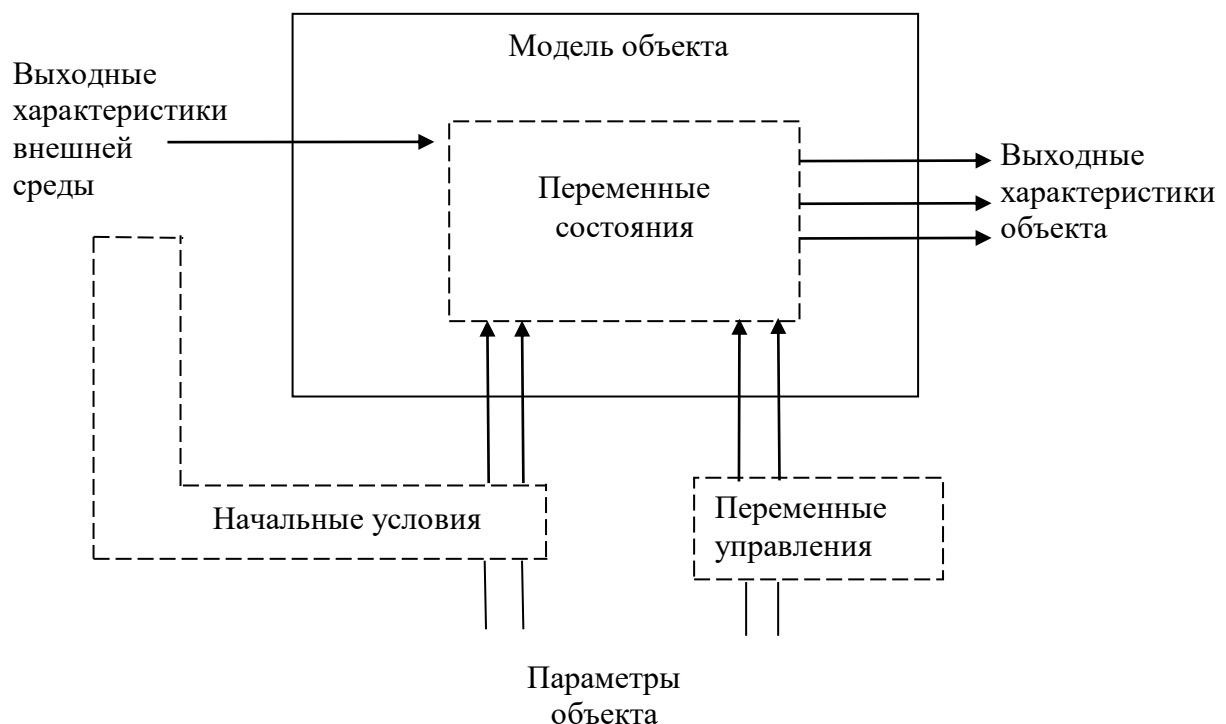 Модель объекта
Выходные
характеристики
внешней
среды
Переменные
состояния
Выходные
характеристики
объекта
Начальные условия
Переменные
управления
Параметры
объекта